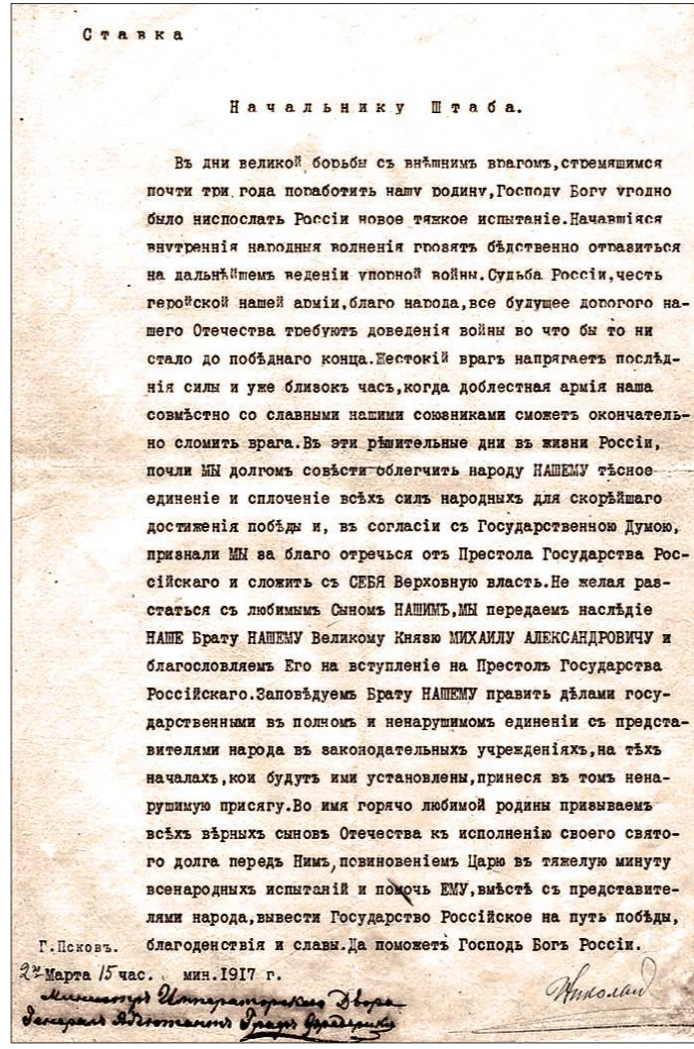 Ставка
Начальнику Штаба.
Въ дни великой борьбы съ внѣшнимъ врагомъ,стремящимся
почти три года поработить нашу родину,Господу Богу угодно
было ниспослать Россіи новое тяжкое испытаніе.Начавшіяся
внутреннія народныя волненія грозятъ бѣдственно отразиться
на дальнѣйшемъ веденіи упорной войны.Судьба Россіи,честь
геройской нашей арміи,благо народа,все будущее дорогого на-
шего Отечества требуютъ доведенія войны во что бы то ни
стало до побѣднаго конца.Жестокій врагъ напрягаетъ послѣд-
нія силы и уже близокъ часъ,когда доблестная армія наша
совмѣстно со славными нашими союзниками сможетъ окончатель-
но сломить врага.Въ эти рѣшительные дни въ жизни Россіи,
почли МЫ долгомъ совѣсти облегчить народу НАШЕМУ тѣсное
единеніе и сплоченіе всѣхъ силъ народныхъ для скорѣйшаго
достиженія побѣды и, въ согласіи съ Государственною Думою,
признали МЫ за благо отречься отъ Престола Государства Рос-
сійскаго и сложить съ СЕБЯ Верховную власть.Не желая раз-
статься съ любимымъ Сыномъ НАШИМЪ,МЫ передаемъ наслѣдіе
НАШЕ Брату НАШЕМУ Великому Князю МИХАИЛУ АЛЕКСАНДРОВИЧУ и
благословляемъ Его на вступленіе на Престолъ Государства
Россійскаго.Заповѣдуемъ Брату НАШЕМУ править дѣлами госу-
дарственными въ полномъ и ненарушимомъ единеніи съ предста-
вителями народа въ законодательныхъ учрежденіяхъ,на тѣхъ
началахъ,кои будутъ ими установлены,принеся въ томъ нена-
рушимую присягу.Во имя горячо любимой родины призываемъ
всѣхъ вѣрныхъ сыновъ Отечества къ исполненію своего свято-
го долга передъ Нимъ,повиновеніемъ Царю въ тяжелую минуту
всенародныхъ испытаній и помочь ЕМУ,вмѣстѣ съ представите-
лями народа,вывести Государство Россійское на путь побѣды,
благоденствія и славы.Да поможетъ Господь Богъ Россіи.
Г.Псковъ.
2го Марта 15 час. мин.1917 г.
Николай
Министръ Императорскаго Двора
Генералъ Адъютантъ Графъ Фредериксъ